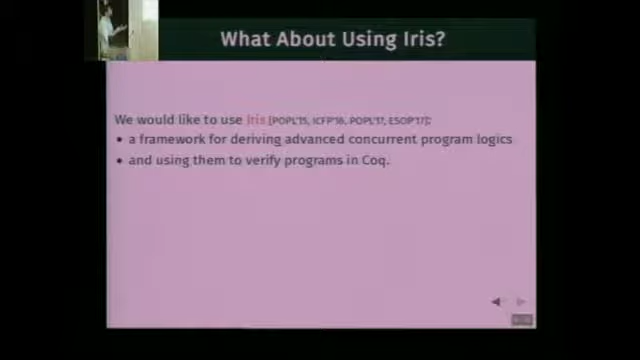 What About Using Iris?
We would like to use Iris [POPL'15, ICFP'16, POPL'17, ESOP'17]:
• a framework for deriving advanced concurrent program logics
• and using them to verify programs in Coq.